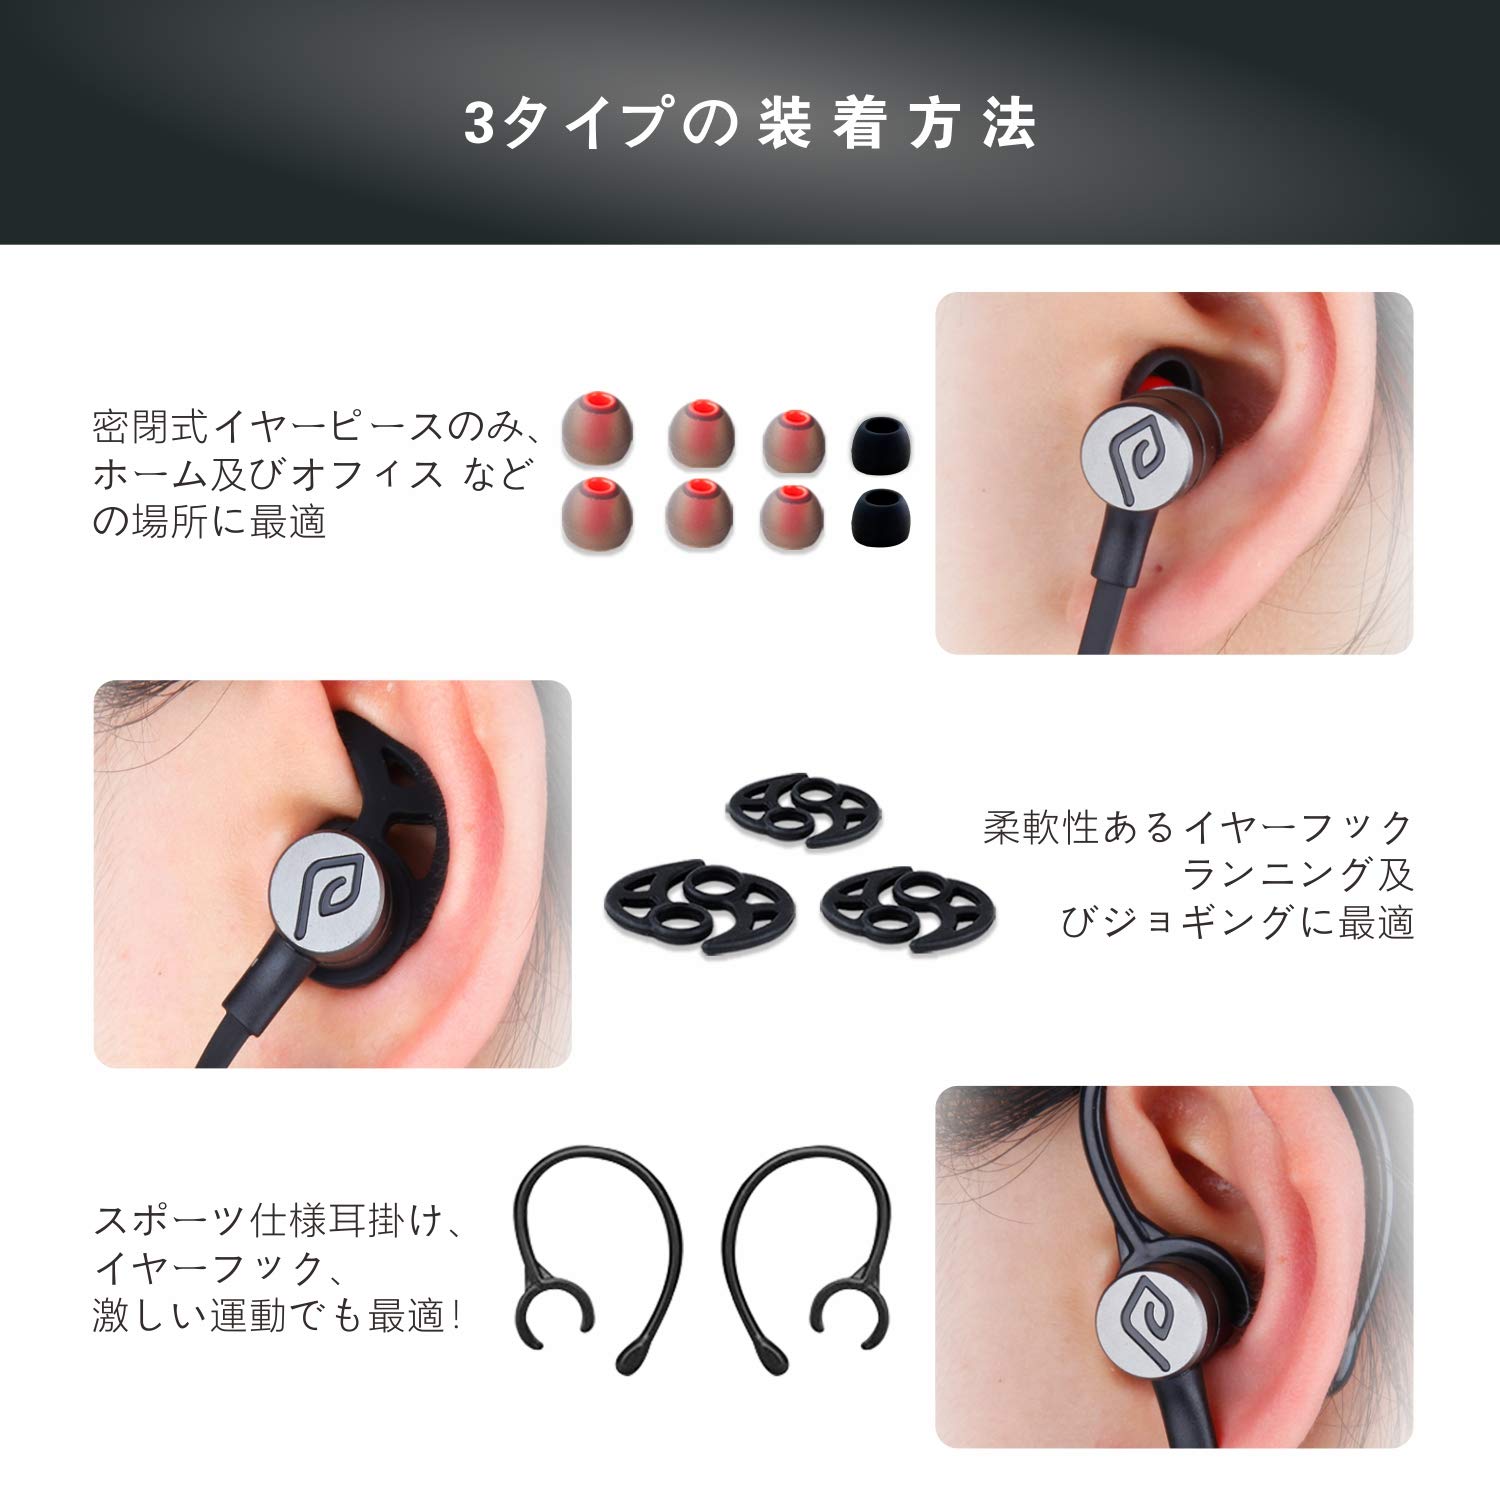 3タイプの装着方法
密閉式イヤーピースのみ、
ホーム及びオフィス など
の場所に最適
柔軟性あるイヤーフック
ランニング及
びジョギングに最適
スポーツ仕様耳掛け、
イヤーフック、
激しい運動でも最適!